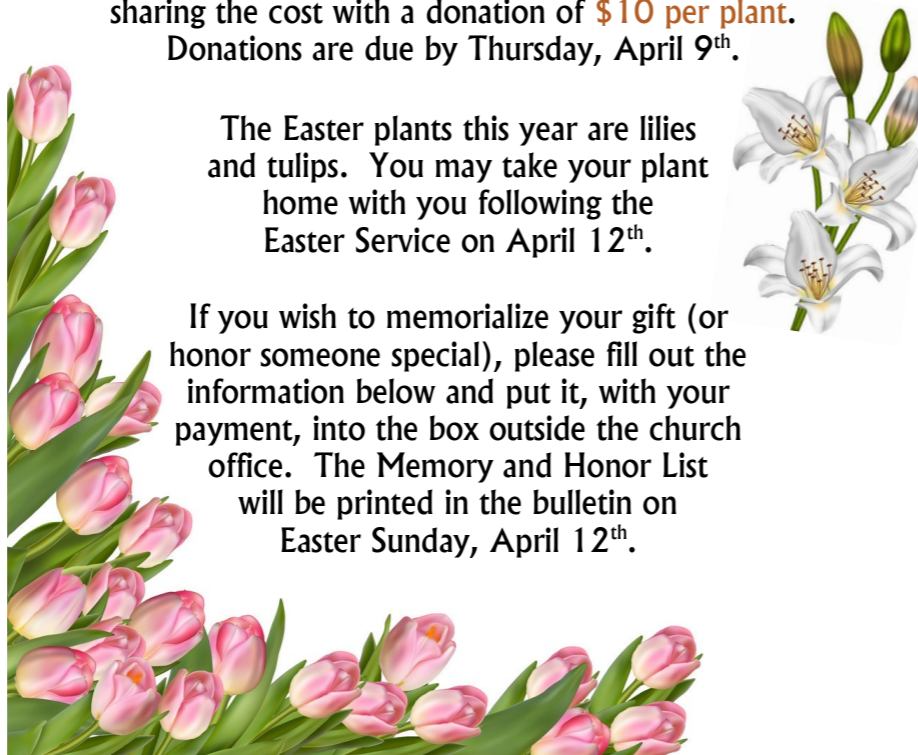 sharing the cost with a donation of $10 per plant.
Donations are due by Thursday, April 9th.
The Easter plants this year are lilies
and tulips.  You may take your plant
home with you following the
Easter Service on April 12th.
If you wish to memorialize your gift (or
honor someone special), please fill out the
information below and put it, with your
payment, into the box outside the church
office.  The Memory and Honor List
will be printed in the bulletin on
Easter Sunday, April 12th.